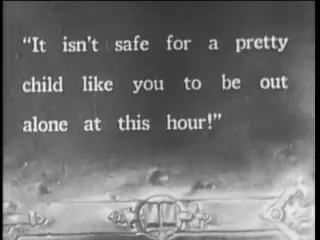 “It isn't safe for a pretty
child like you to be out
alone at this hour!”